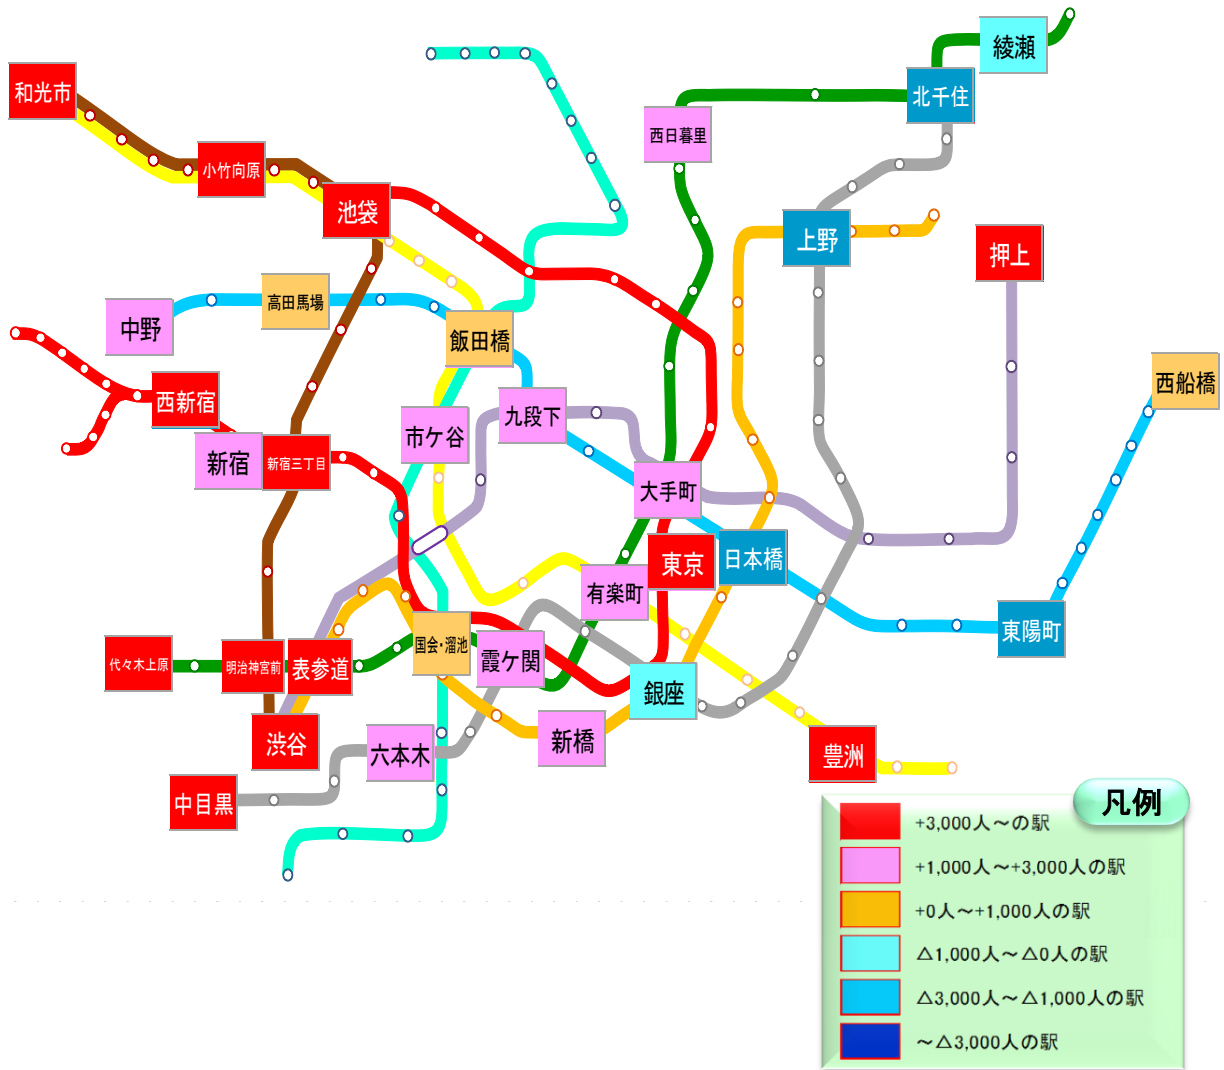 綾瀬
和光市
北千住
西日暮里
小竹向原
池袋
上野
押上
高田馬場
中野
飯田橋
西船橋
西新宿
九段下
市ケ谷
新宿
新宿三丁目
大手町
東京
日本橋
有楽町
東陽町
国会・溜池
代々木上原
明治神宮前
表参道
霞ケ関
銀座
渋谷
新橋
六本木
豊洲
中目黒
凡例
+3,000人～の駅
+1,000人～+3,000人の駅
+0人～+1,000人の駅
△1,000人～△0人の駅
△3,000人～△1,000人の駅
～△3,000人の駅